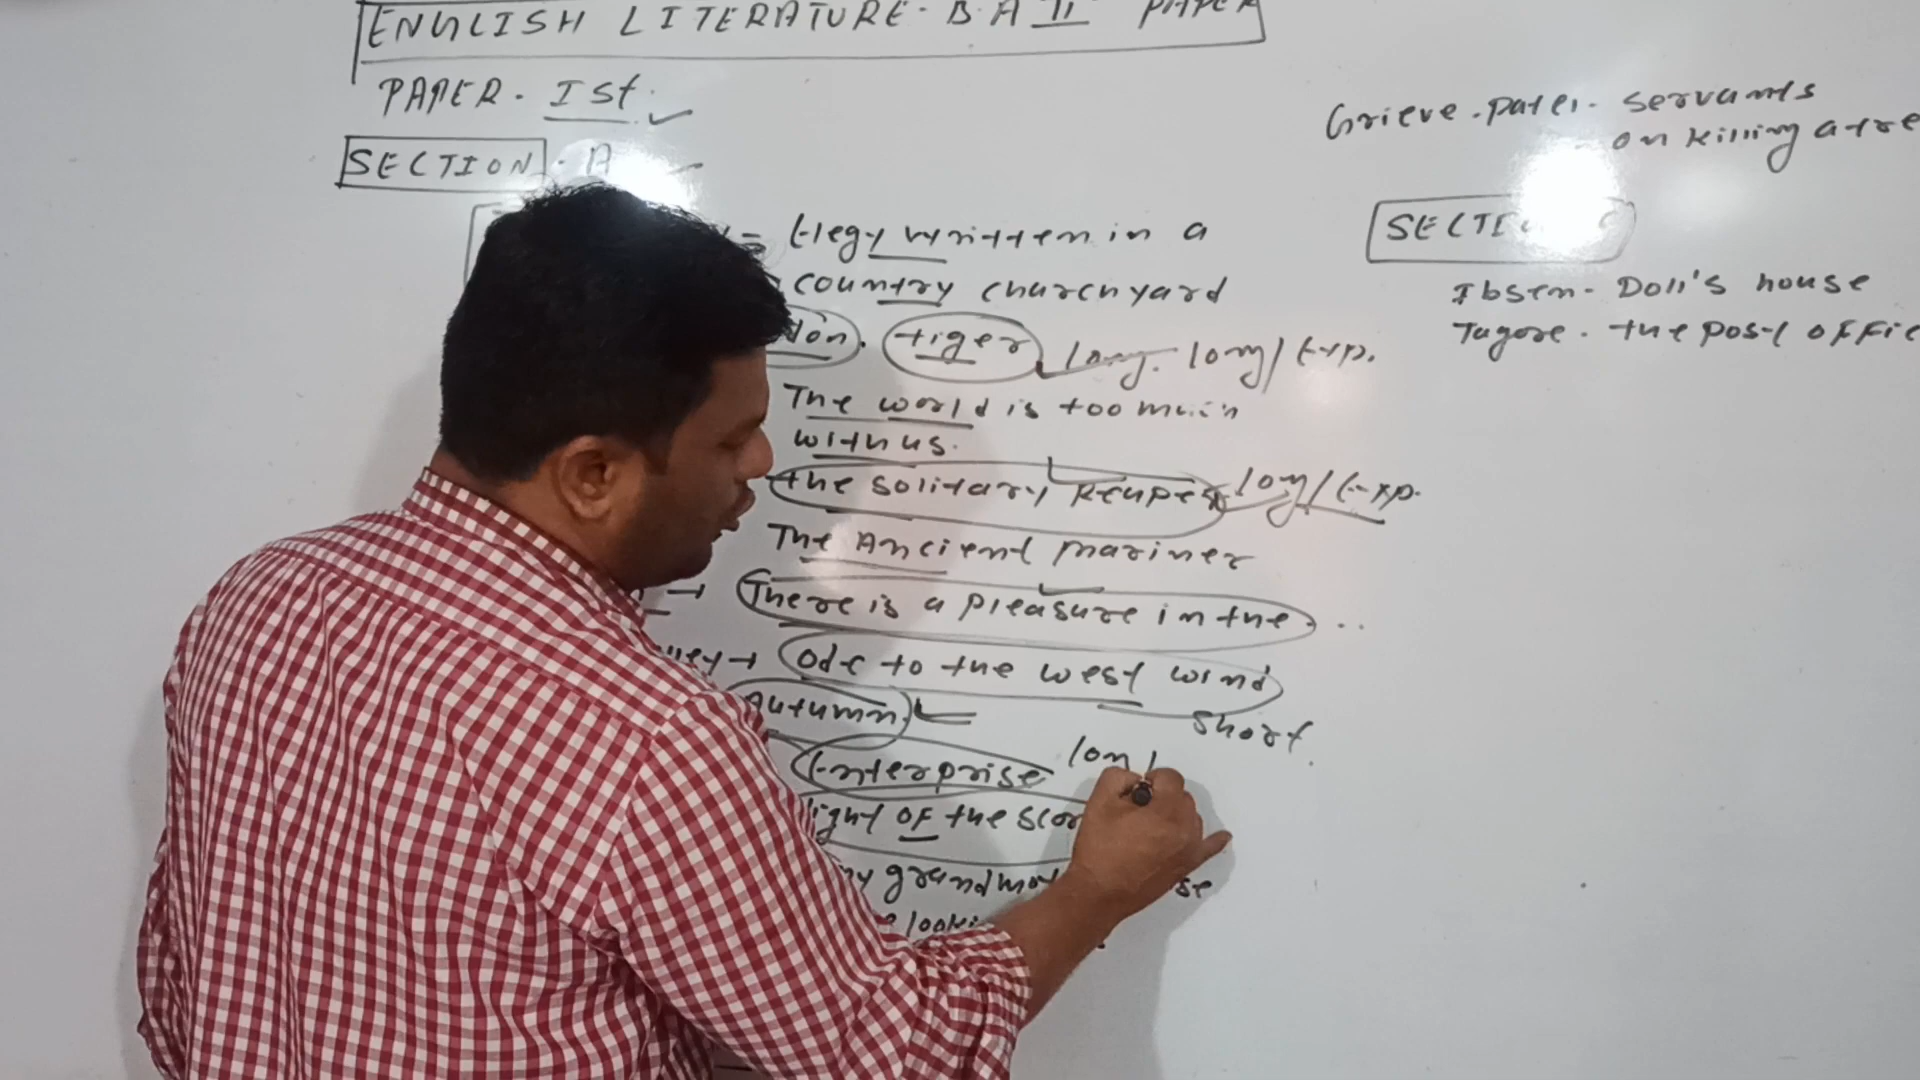 ENGLISH LITERATURE. B.A II PAPER
PAPER. Ist.
SECTION. A
= Elegy written in a
country churchyard
. tiger long. long/Exp.
The world is too much
with us.
the solitary Reaper long/Exp.
The Ancient mariner
→ There is a pleasure in the...
→ Ode to the west wind
Autumn. short
Enterprise long
of the
my
Grieve. patel. servants
on killing a tre
SECTI
Ibsen- Doll's house
Tagore. the post offic